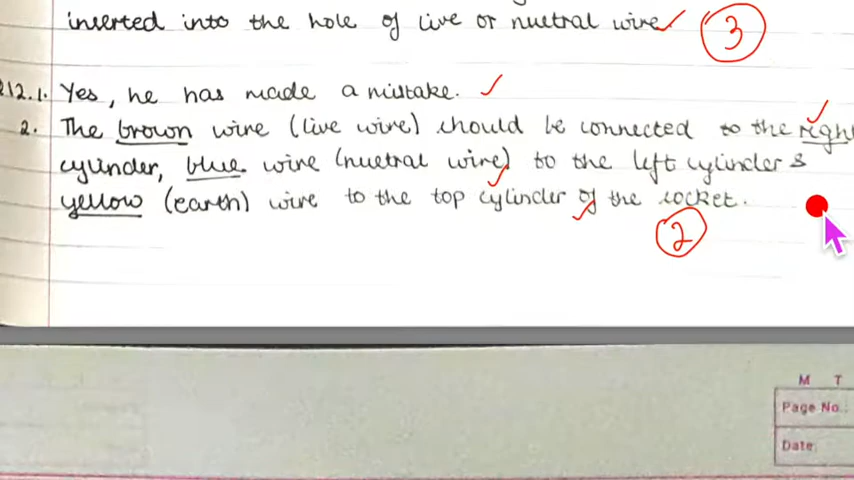 inserted into the hole of live or nuetral wire
3
212.1. Yes, he has made a mistake.
2. The brown wire (live wire) should be connected to the right
cylinder, blue wire (nuetral wire) to the left cylinder &
yellow (earth) wire to the top cylinder of the socket.
2
M T
Page No.:
Date: